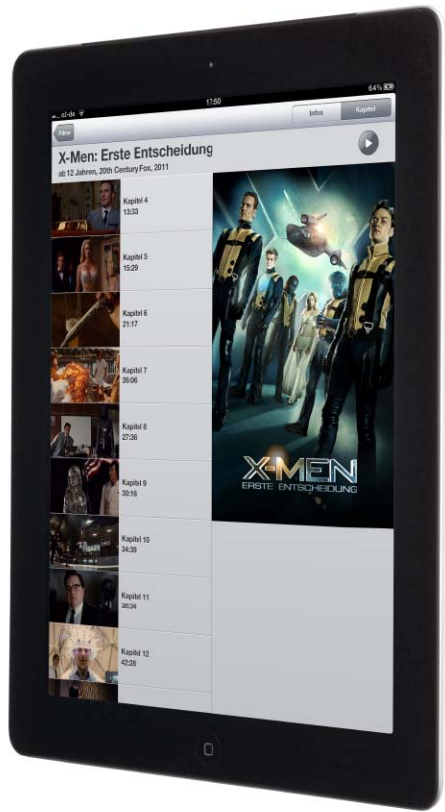 o2-de
17:50
64%
Filme
Infos
Kapitel
X-Men: Erste Entscheidung
ab 12 Jahren, 20th Century Fox, 2011
Kapitel 4
13:33
Kapitel 5
15:29
Kapitel 6
21:17
Kapitel 7
26:06
Kapitel 8
27:36
Kapitel 9
30:16
Kapitel 10
34:39
Kapitel 11
38:34
Kapitel 12
42:28
X-MEN
ERSTE ENTSCHEIDUNG